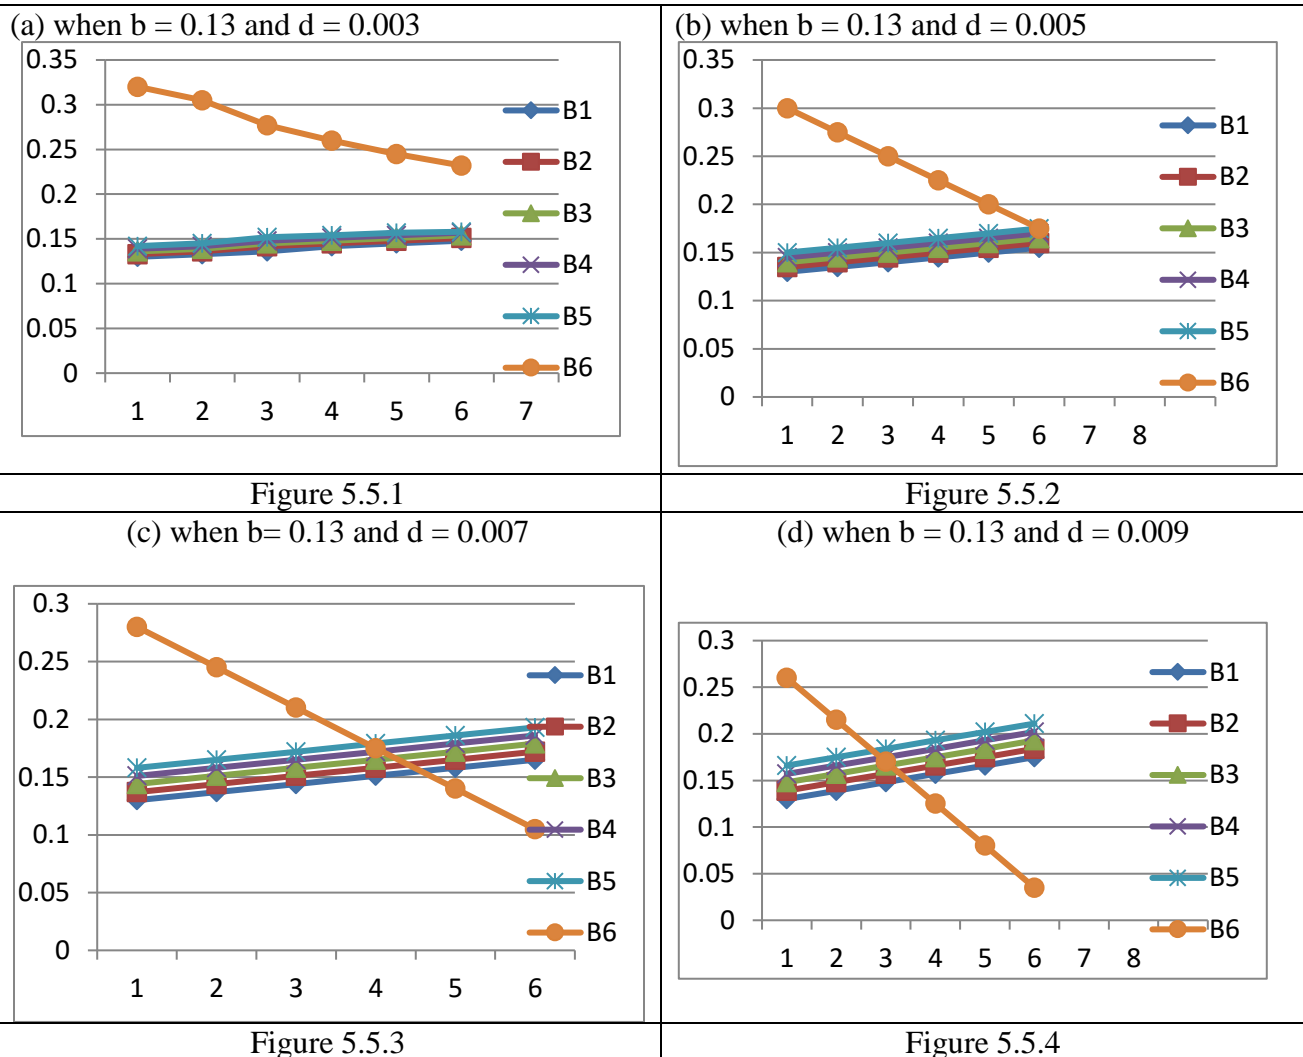 (a) when b = 0.13 and d = 0.003
0.35
0.3
0.25
0.2
0.15
0.1
0.05
0
1 2 3 4 5 6 7
B1
B2
B3
B4
B5
B6
Figure 5.5.1
(b) when b = 0.13 and d = 0.005
0.35
0.3
0.25
0.2
0.15
0.1
0.05
0
1 2 3 4 5 6 7 8
B1
B2
B3
B4
B5
B6
Figure 5.5.2
(c) when b= 0.13 and d = 0.007
0.3
0.25
0.2
0.15
0.1
0.05
0
1 2 3 4 5 6
B1
B2
B3
B4
B5
B6
Figure 5.5.3
(d) when b = 0.13 and d = 0.009
0.3
0.25
0.2
0.15
0.1
0.05
0
1 2 3 4 5 6 7 8
B1
B2
B3
B4
B5
B6
Figure 5.5.4